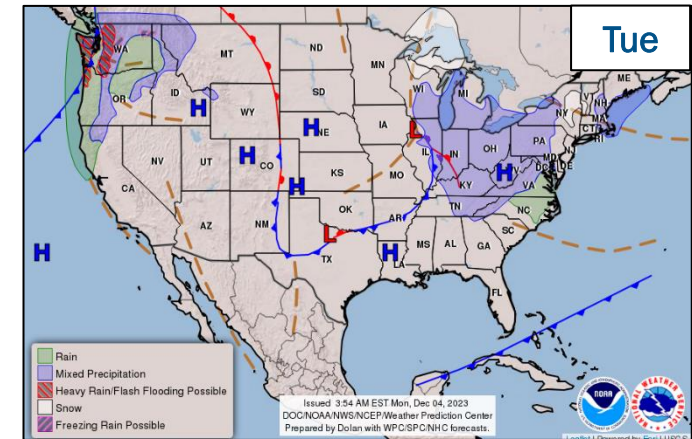 Tue
WA
MT
ND
MN
ME
OR
ID
H
WY
SD
WI
MI
NY
NH
MA
CT
RI
H
NE
IA
L
IL
IN
OH
PA
NV
UT
H
CO
H
KS
MO
KY
H
VA
MD
DE
DC
CA
AZ
NM
OK
AR
TN
NC
SC
L
TX
H
LA
MS
AL
GA
FL
H
Rain
Mixed Precipitation
Heavy Rain/Flash Flooding Possible
Snow
Freezing Rain Possible
Issued 3:54 AM EST Mon, Dec 04, 2023
DOC/NOAA/NWS/NCEP/Weather Prediction Center
Prepared by Dolan with WPC/SPC/NHC forecasts.
NOAA